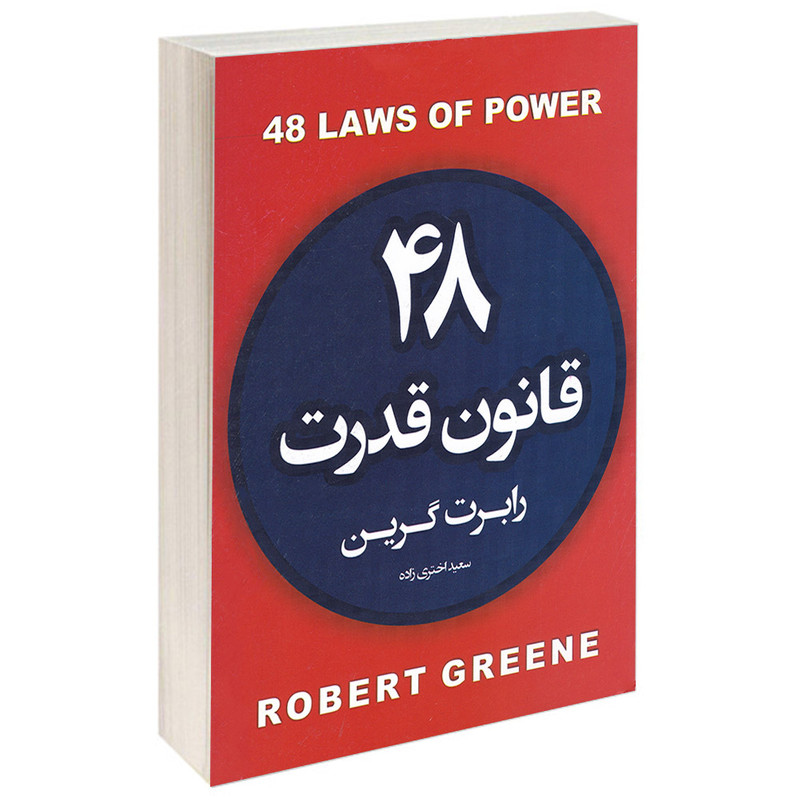 48 LAWS OF POWER
۴۸
قانون قدرت
رابرت گرین
سعید اختری زاده
ROBERT GREENE